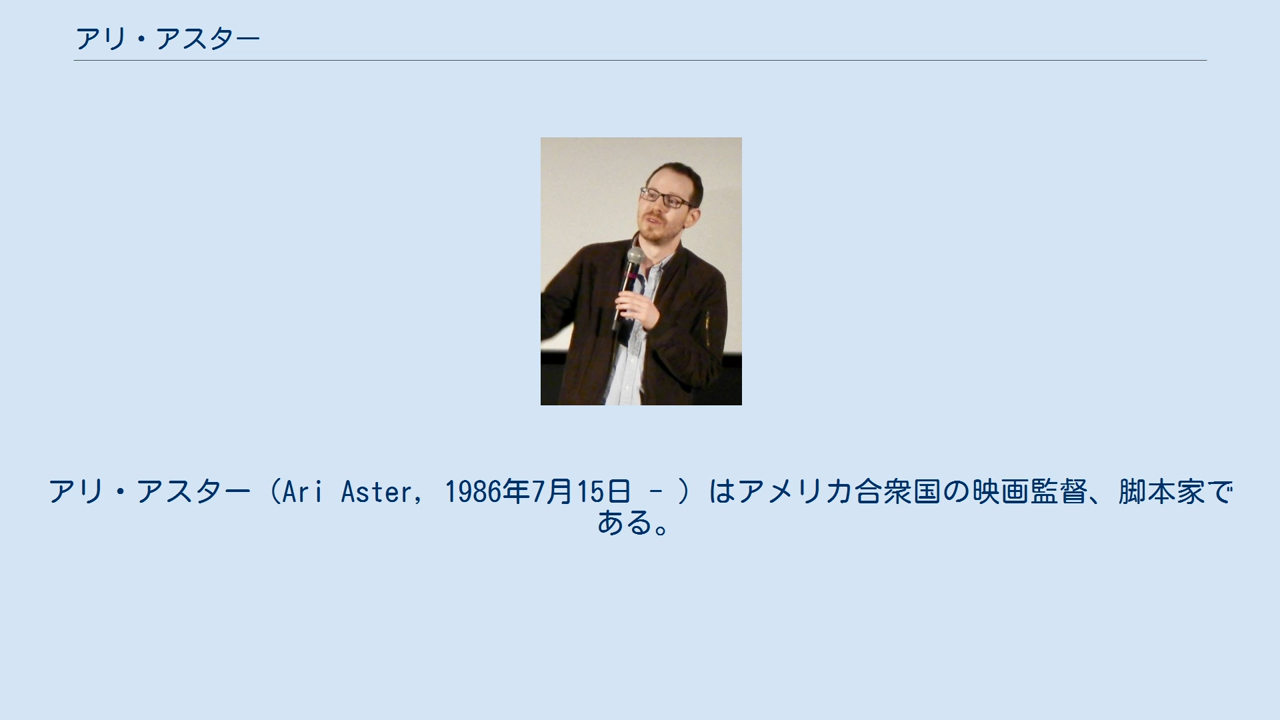 アリ・アスター
アリ・アスター（Ari Aster, 1986年7月15日 - ）はアメリカ合衆国の映画監督、脚本家で
ある。